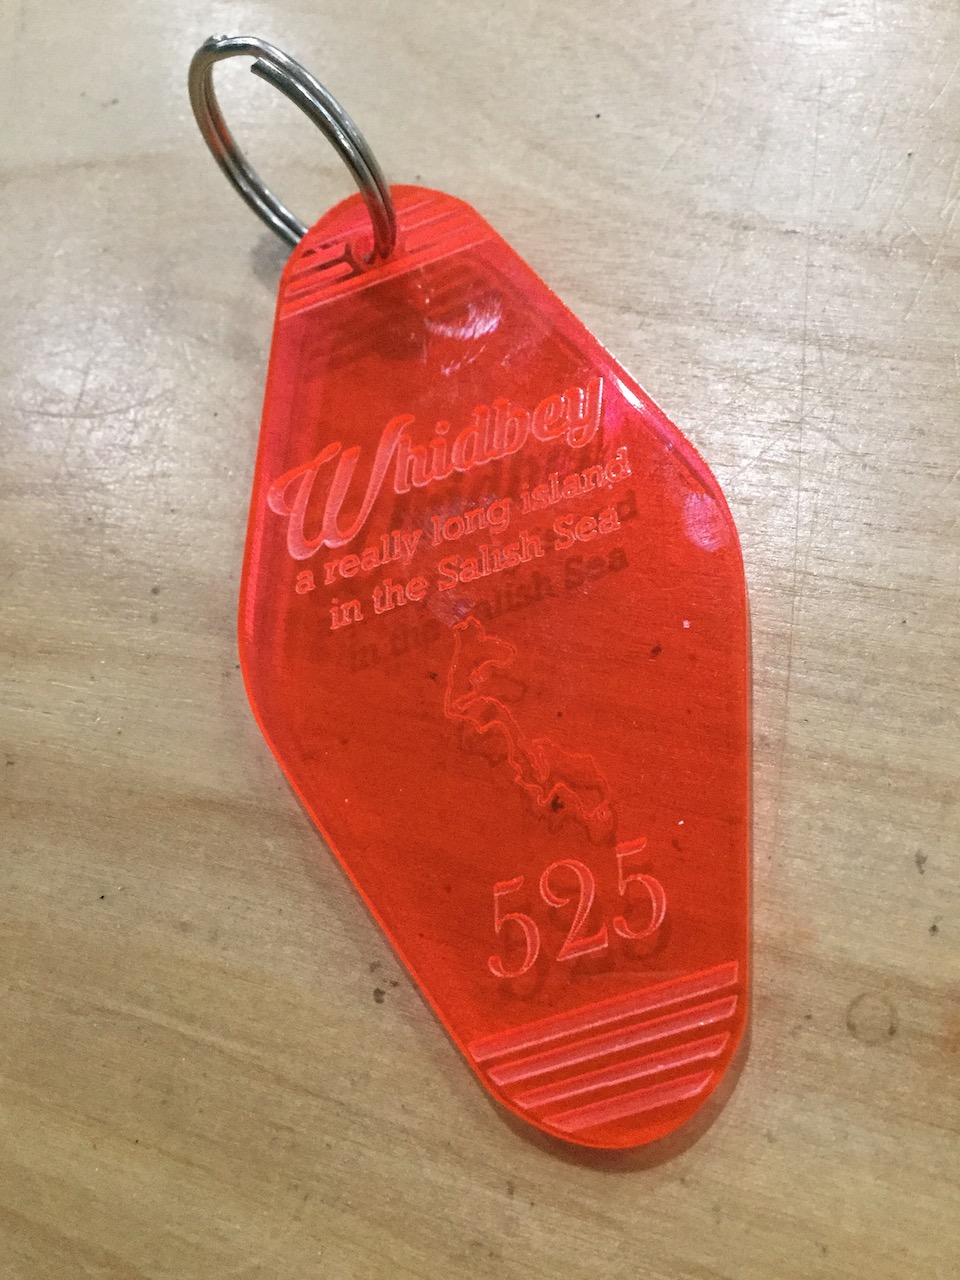 Whidbey
a really long island
in the Salish Sea
525